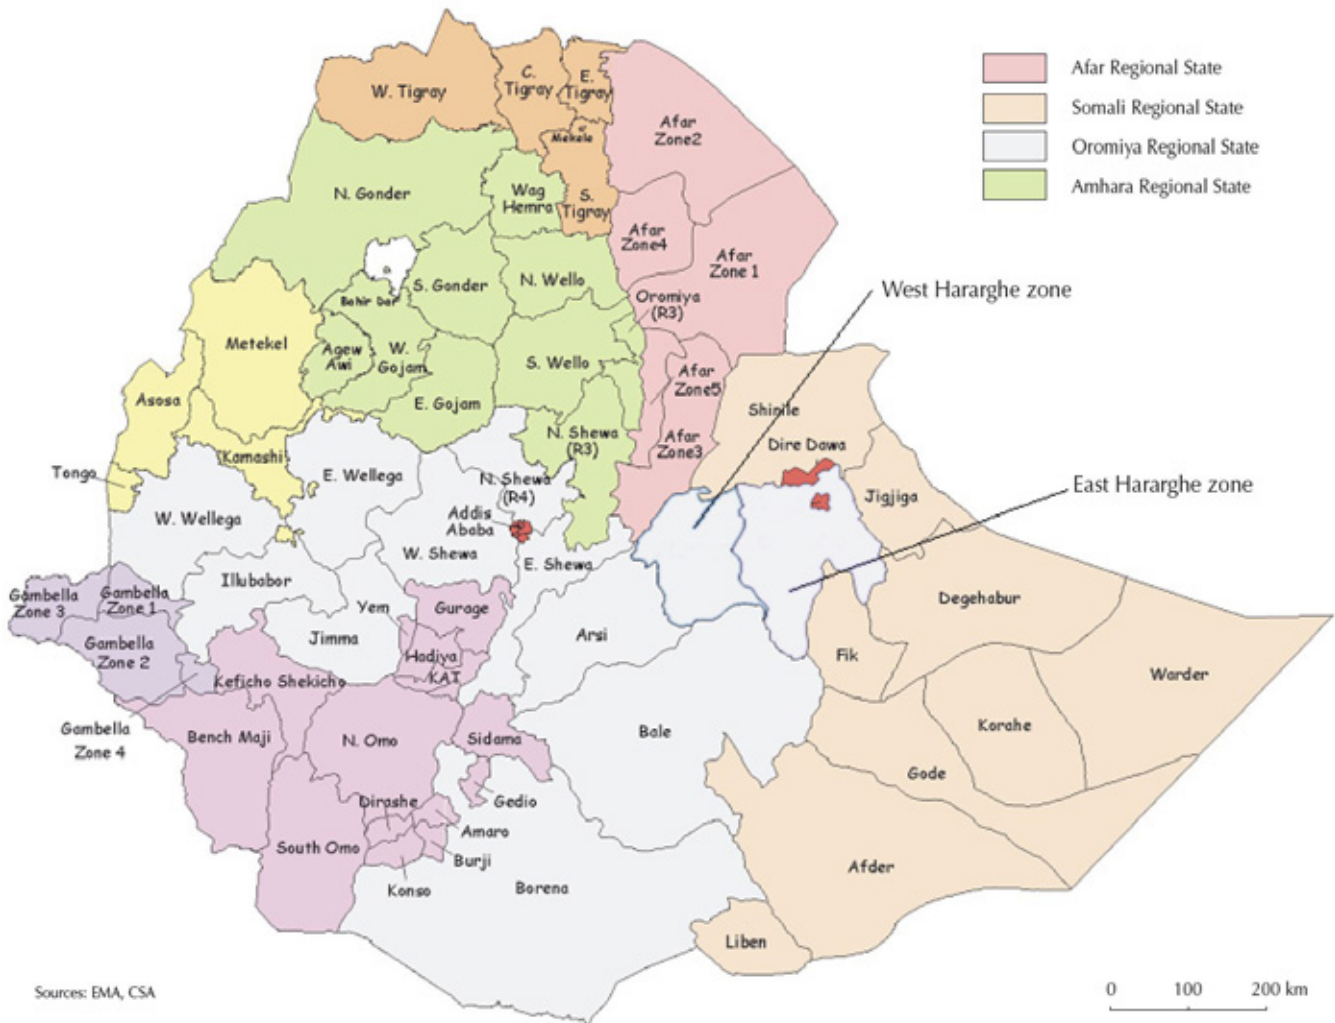 Afar Regional State
Somali Regional State
Oromiya Regional State
Amhara Regional State
W. Tigray
C.
Tigray
E.
Tigray
Mekele
S.
Tigray
Afar
Zone2
N. Gonder
Wag
Hemra
Afar
Zone4
Afar
Zone 1
S. Gonder
N. Wello
Oromiya
(R3)
West Hararghe zone
Bahir Dar
Metekel
Agew
Awi
W.
Gojam
S. Wello
Afar
Zone5
Asosa
E. Gojam
Shinile
N. Shewa
(R3)
Afar
Zone3
Dire Dawa
Kamashi
Tongo
E. Wellega
N. Shewa
(R4)
Jigjiga
East Hararghe zone
W. Wellega
Addis
Ababa
W. Shewa
E. Shewa
Illubabor
Gambella
Zone 3
Gambella
Zone 1
Yem
Gurage
Degehabur
Jimma
Arsi
Gambella
Zone 2
Hadiya
KAT
Fik
Keficho Shekicho
Warder
Gambella
Zone 4
Bench Maji
N. Omo
Sidama
Bale
Korahe
Gode
Dirashe
Gedio
Amaro
South Omo
Burji
Konso
Borena
Afder
Liben
Sources: EMA, CSA
0 100 200 km